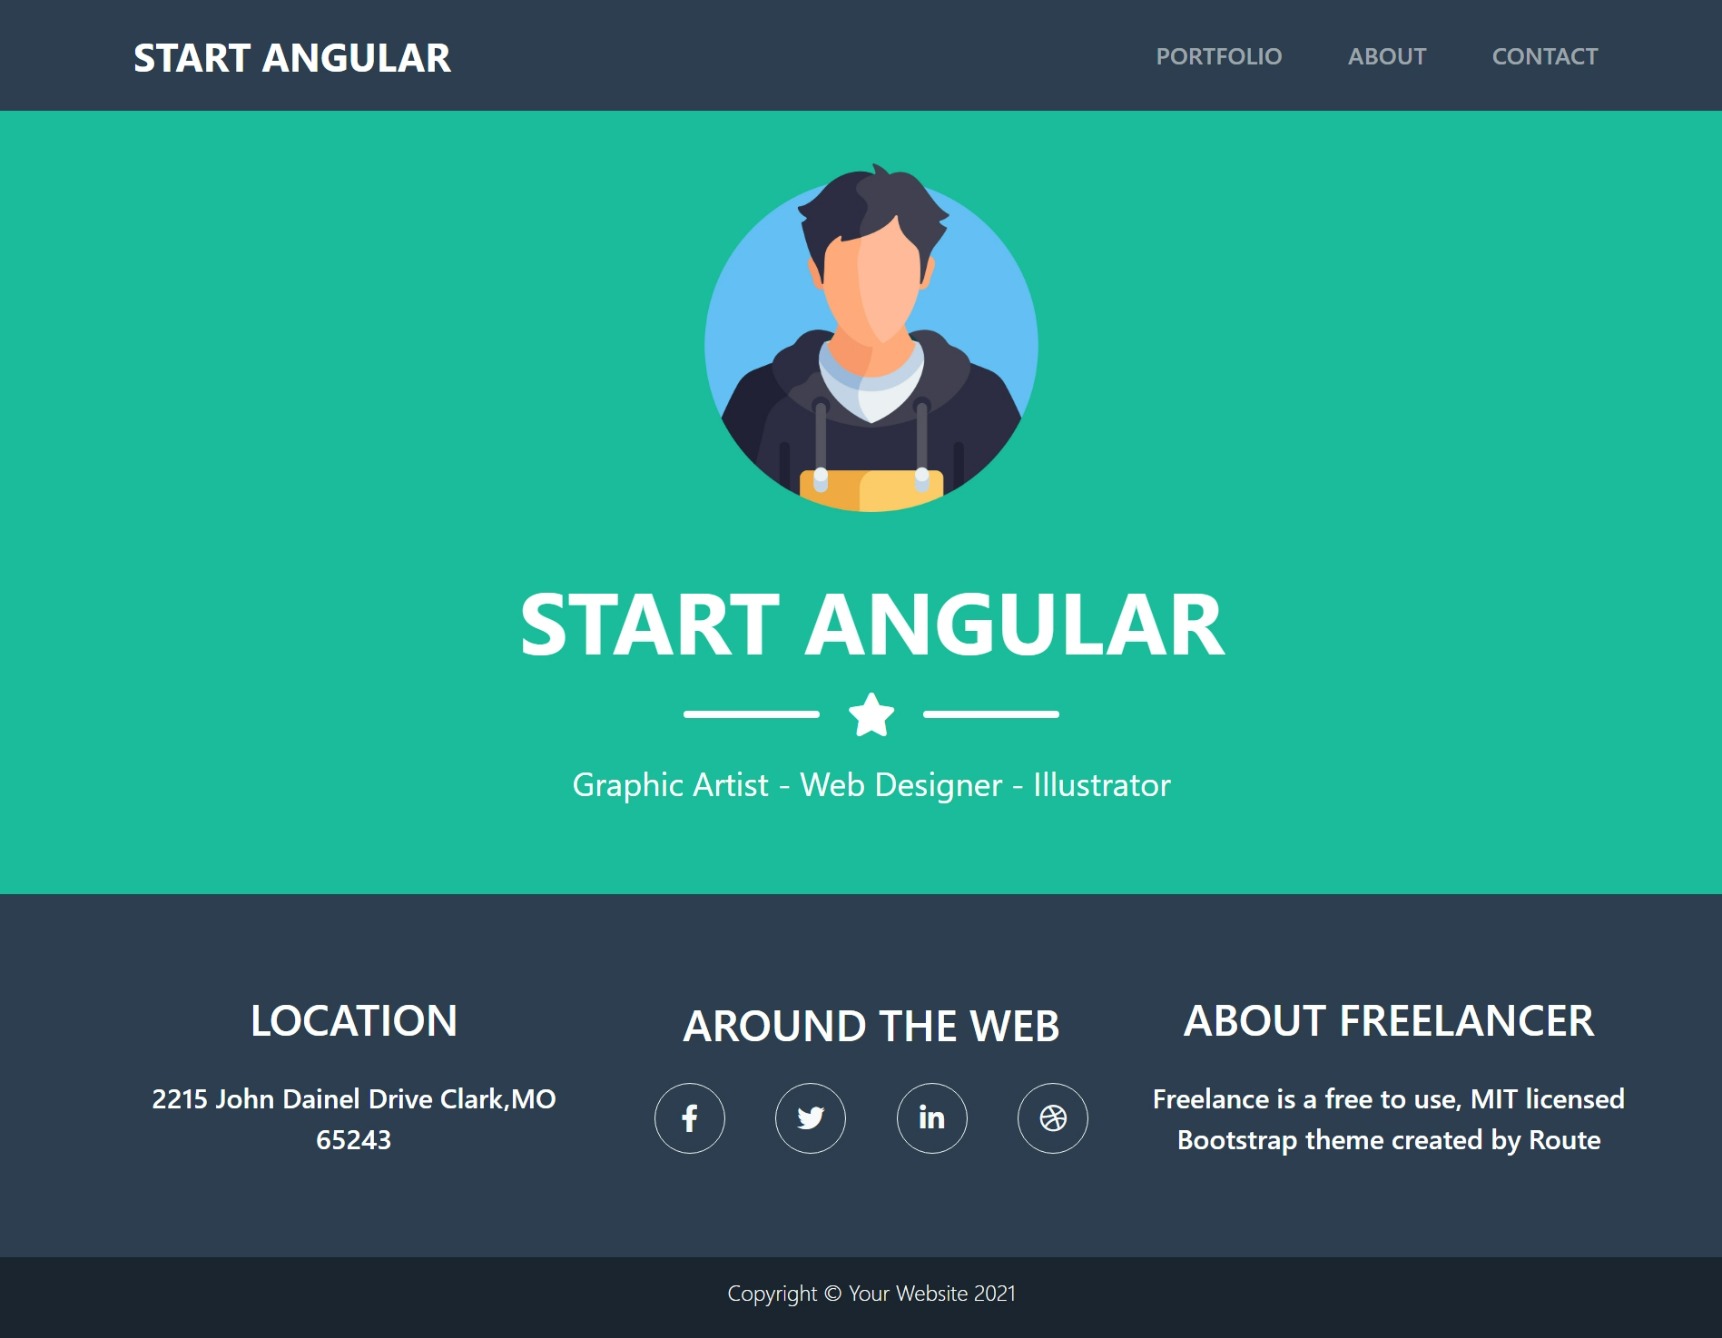 START ANGULAR
PORTFOLIO
ABOUT
CONTACT
START ANGULAR
Graphic Artist - Web Designer - Illustrator
LOCATION
2215 John Dainel Drive Clark,MO
65243
AROUND THE WEB
ABOUT FREELANCER
Freelance is a free to use, MIT licensed
Bootstrap theme created by Route
Copyright © Your Website 2021